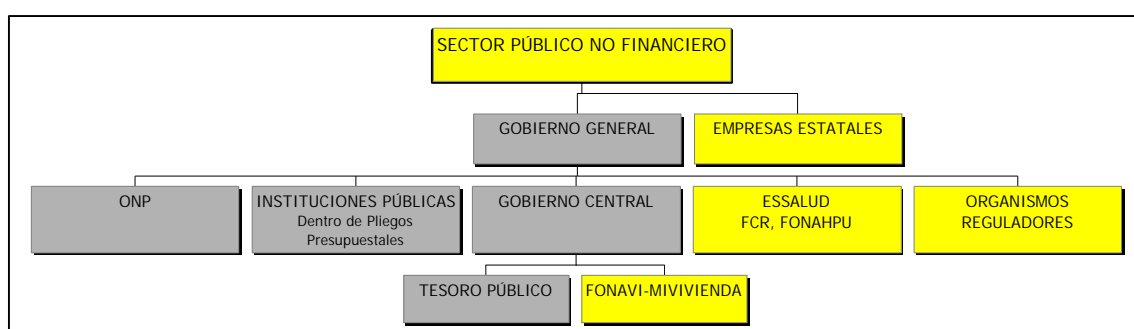 SECTOR PÚBLICO NO FINANCIERO
GOBIERNO GENERAL
EMPRESAS ESTATALES
ONP
INSTITUCIONES PÚBLICAS
Dentro de Pliegos
Presupuestales
GOBIERNO CENTRAL
ESSALUD
FCR, FONAHPU
ORGANISMOS
REGULADORES
TESORO PÚBLICO
FONAVI-MIVIVIENDA